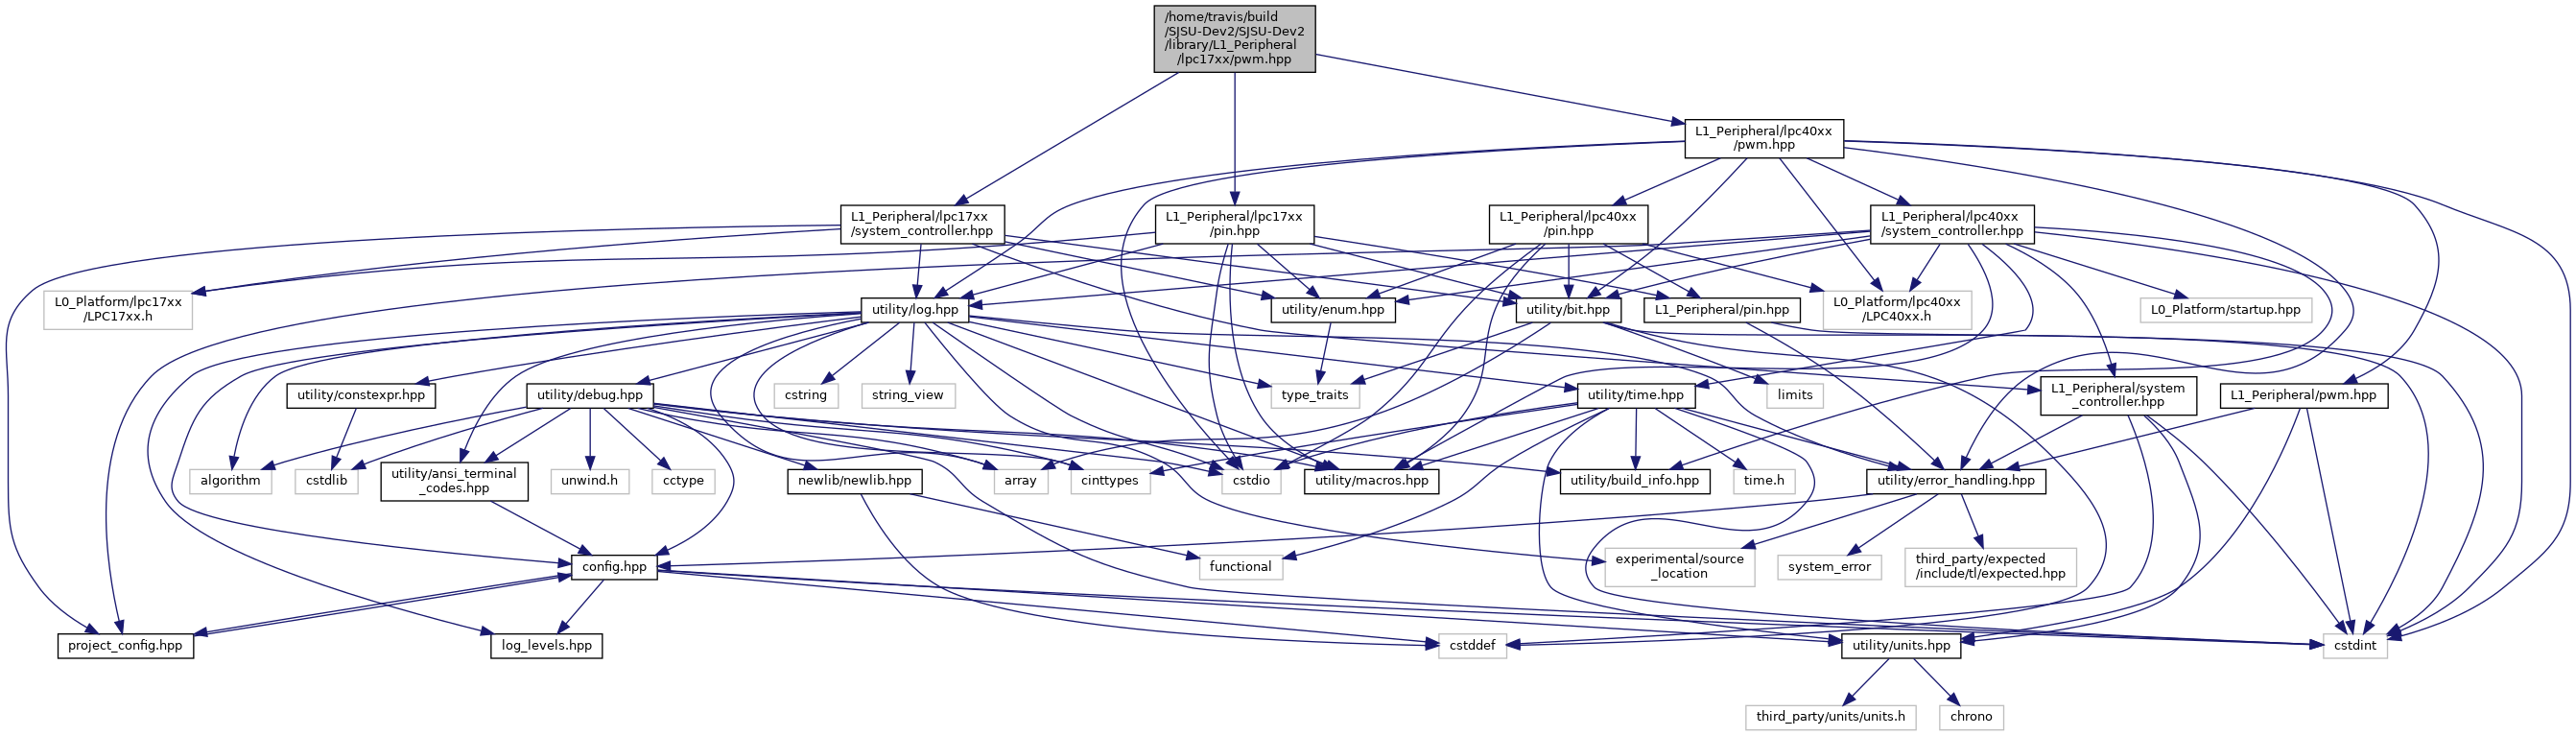 /home/travis/build
/SJSU-Dev2/SJSU-Dev2
/library/L1_Peripheral
/lpc17xx/pwm.hpp
L1_Peripheral/lpc40xx
/pwm.hpp
L1_Peripheral/lpc17xx
/system_controller.hpp
L1_Peripheral/lpc17xx
/pin.hpp
L1_Peripheral/lpc40xx
/pin.hpp
L1_Peripheral/lpc40xx
/system_controller.hpp
L0_Platform/lpc17xx
/LPC17xx.h
utility/log.hpp
utility/enum.hpp
utility/bit.hpp
L1_Peripheral/pin.hpp
L0_Platform/lpc40xx
/LPC40xx.h
L0_Platform/startup.hpp
utility/constexpr.hpp
utility/debug.hpp
cstring
string_view
type_traits
utility/time.hpp
limits
L1_Peripheral/system
_controller.hpp
L1_Peripheral/pwm.hpp
algorithm
cstdlib
utility/ansi_terminal
_codes.hpp
unwind.h
cctype
newlib/newlib.hpp
array
cinttypes
cstdio
utility/macros.hpp
utility/build_info.hpp
time.h
utility/error_handling.hpp
config.hpp
functional
experimental/source
_location
system_error
third_party/expected
/include/tl/expected.hpp
project_config.hpp
log_levels.hpp
cstddef
utility/units.hpp
cstdint
third_party/units/units.h
chrono